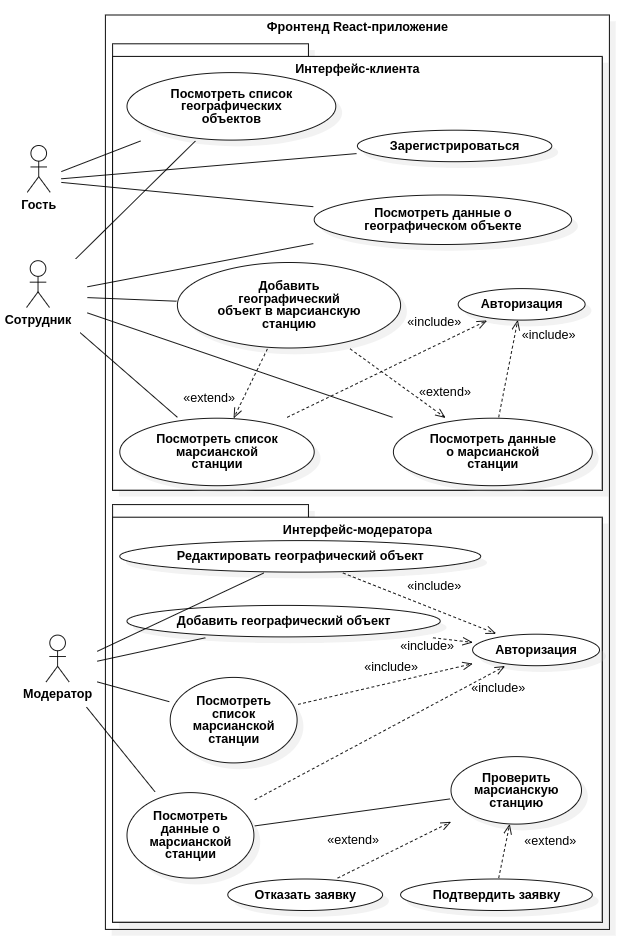 Фронтенд React-приложение
Интерфейс-клиента
Посмотреть список
географических
объектов
Зарегистрироваться
Гость
Посмотреть данные о
географическом объекте
Сотрудник
Добавить
географический
объект в марсианскую
станцию
Авторизация
«include»
«include»
«extend»
«extend»
Посмотреть список
марсианской
станции
Посмотреть данные
о марсианской
станции
Интерфейс-модератора
Редактировать географический объект
«include»
Добавить географический объект
«include»
Авторизация
«include»
Модератор
«include»
Посмотреть
список
марсианской
станции
Проверить
марсианскую
станцию
Посмотреть
данные о
марсианской
станции
«extend»
«extend»
Отказать заявку
Подтвердить заявку